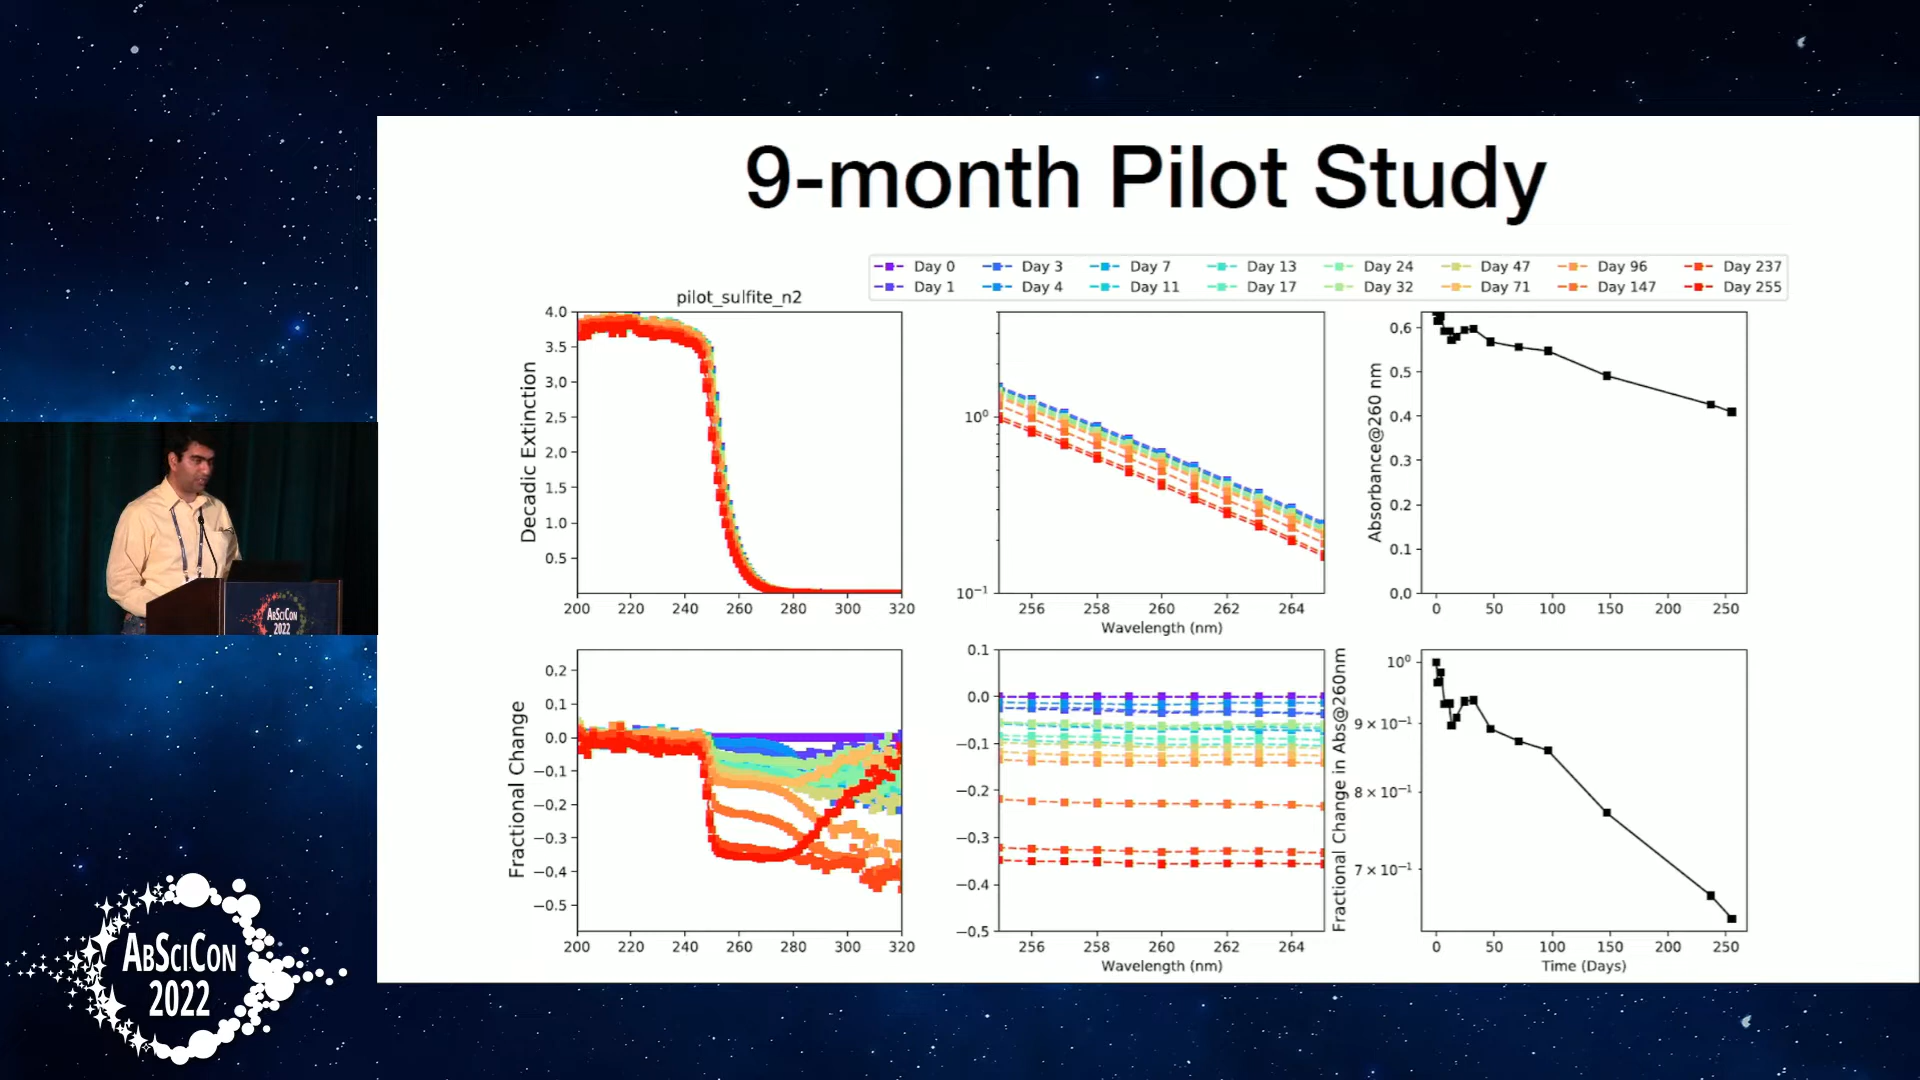 9-month Pilot Study
Day 0 Day 3 Day 7 Day 13 Day 24 Day 47 Day 96 Day 237
Day 1 Day 4 Day 11 Day 17 Day 32 Day 71 Day 147 Day 255
pilot_sulfite_n2
Decadic Extinction
4.0
3.5
3.0
2.5
2.0
1.5
1.0
0.5
200 220 240 260 280 300 320
10⁰
10⁻¹
256 258 260 262 264
Wavelength (nm)
Absorbance@260 nm
0.6
0.5
0.4
0.3
0.2
0.1
0.0
0 50 100 150 200 250
Fractional Change
0.2
0.1
0.0
−0.1
−0.2
−0.3
−0.4
−0.5
200 220 240 260 280 300 320
0.1
0.0
−0.1
−0.2
−0.3
−0.4
−0.5
256 258 260 262 264
Wavelength (nm)
Fractional Change in Abs@260nm
10⁰
9 × 10⁻¹
8 × 10⁻¹
7 × 10⁻¹
0 50 100 150 200 250
Time (Days)
ABSCICON
2022
ABSCICON
2022